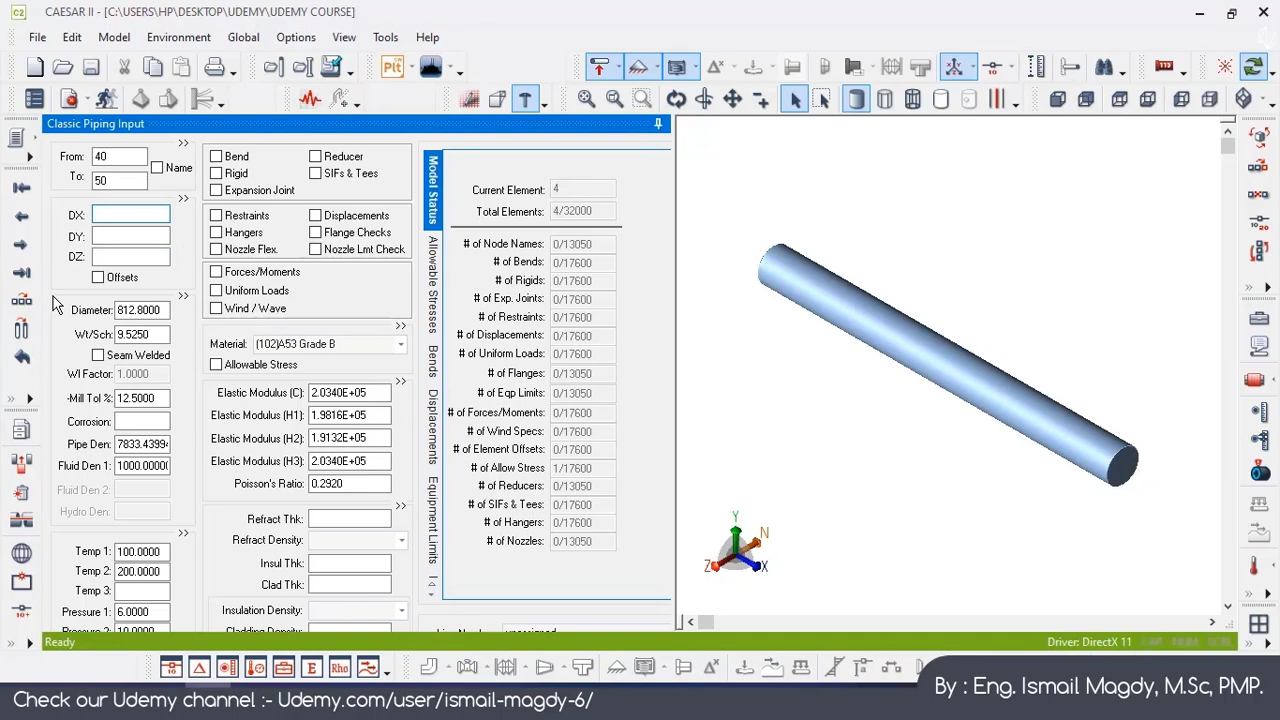 CAESAR II - [C:\USERS\HP\DESKTOP\UDEMY\UDEMY COURSE]
File Edit Model Environment Global Options View Tools Help
Classic Piping Input
From: 40
Name
To: 50
DX:
DY:
DZ:
Offsets
Diameter: 812.8000
Wt/Sch: 9.5250
Seam Welded
Wl Factor: 1.0000
-Mill Tol %: 12.5000
Corrosion:
Pipe Den: 7833.4399
Fluid Den 1: 1000.0000
Fluid Den 2:
Hydro Den:
Temp 1: 100.0000
Temp 2: 200.0000
Temp 3:
Pressure 1: 6.0000
Pressure 2: 10.0000
Bend Reducer
Rigid SIFs & Tees
Expansion Joint
Restraints Displacements
Hangers Flange Checks
Nozzle Flex. Nozzle Lmt Check
Forces/Moments
Uniform Loads
Wind / Wave
Material: (102)A53 Grade B
Allowable Stress
Elastic Modulus (C): 2.0340E+05
Elastic Modulus (H1): 1.9816E+05
Elastic Modulus (H2): 1.9132E+05
Elastic Modulus (H3): 2.0340E+05
Poisson's Ratio: 0.2920
Refract Thk:
Refract Density:
Insul Thk:
Clad Thk:
Insulation Density:
Cladding Density:
Model Status
Allowable Stresses
Bends
Displacements
Equipment Limits
Current Element: 4
Total Elements: 4/32000
# of Node Names: 0/13050
# of Bends: 0/17600
# of Rigids: 0/17600
# of Exp. Joints: 0/17600
# of Restraints: 0/17600
# of Displacements: 0/17600
# of Uniform Loads: 0/17600
# of Flanges: 0/13050
# of Eqp Limits: 0/13050
# of Forces/Moments: 0/17600
# of Wind Specs: 0/17600
# of Element Offsets: 0/17600
# of Allow Stress 1/17600
# of Reducers: 0/13050
# of SIFs & Tees: 0/17600
# of Hangers: 0/17600
# of Nozzles: 0/13050
Y
N
Z
X
Ready
Driver: DirectX 11
Check our Udemy channel :- Udemy.com/user/ismail-magdy-6/
By : Eng. Ismail Magdy, M.Sc, PMP.